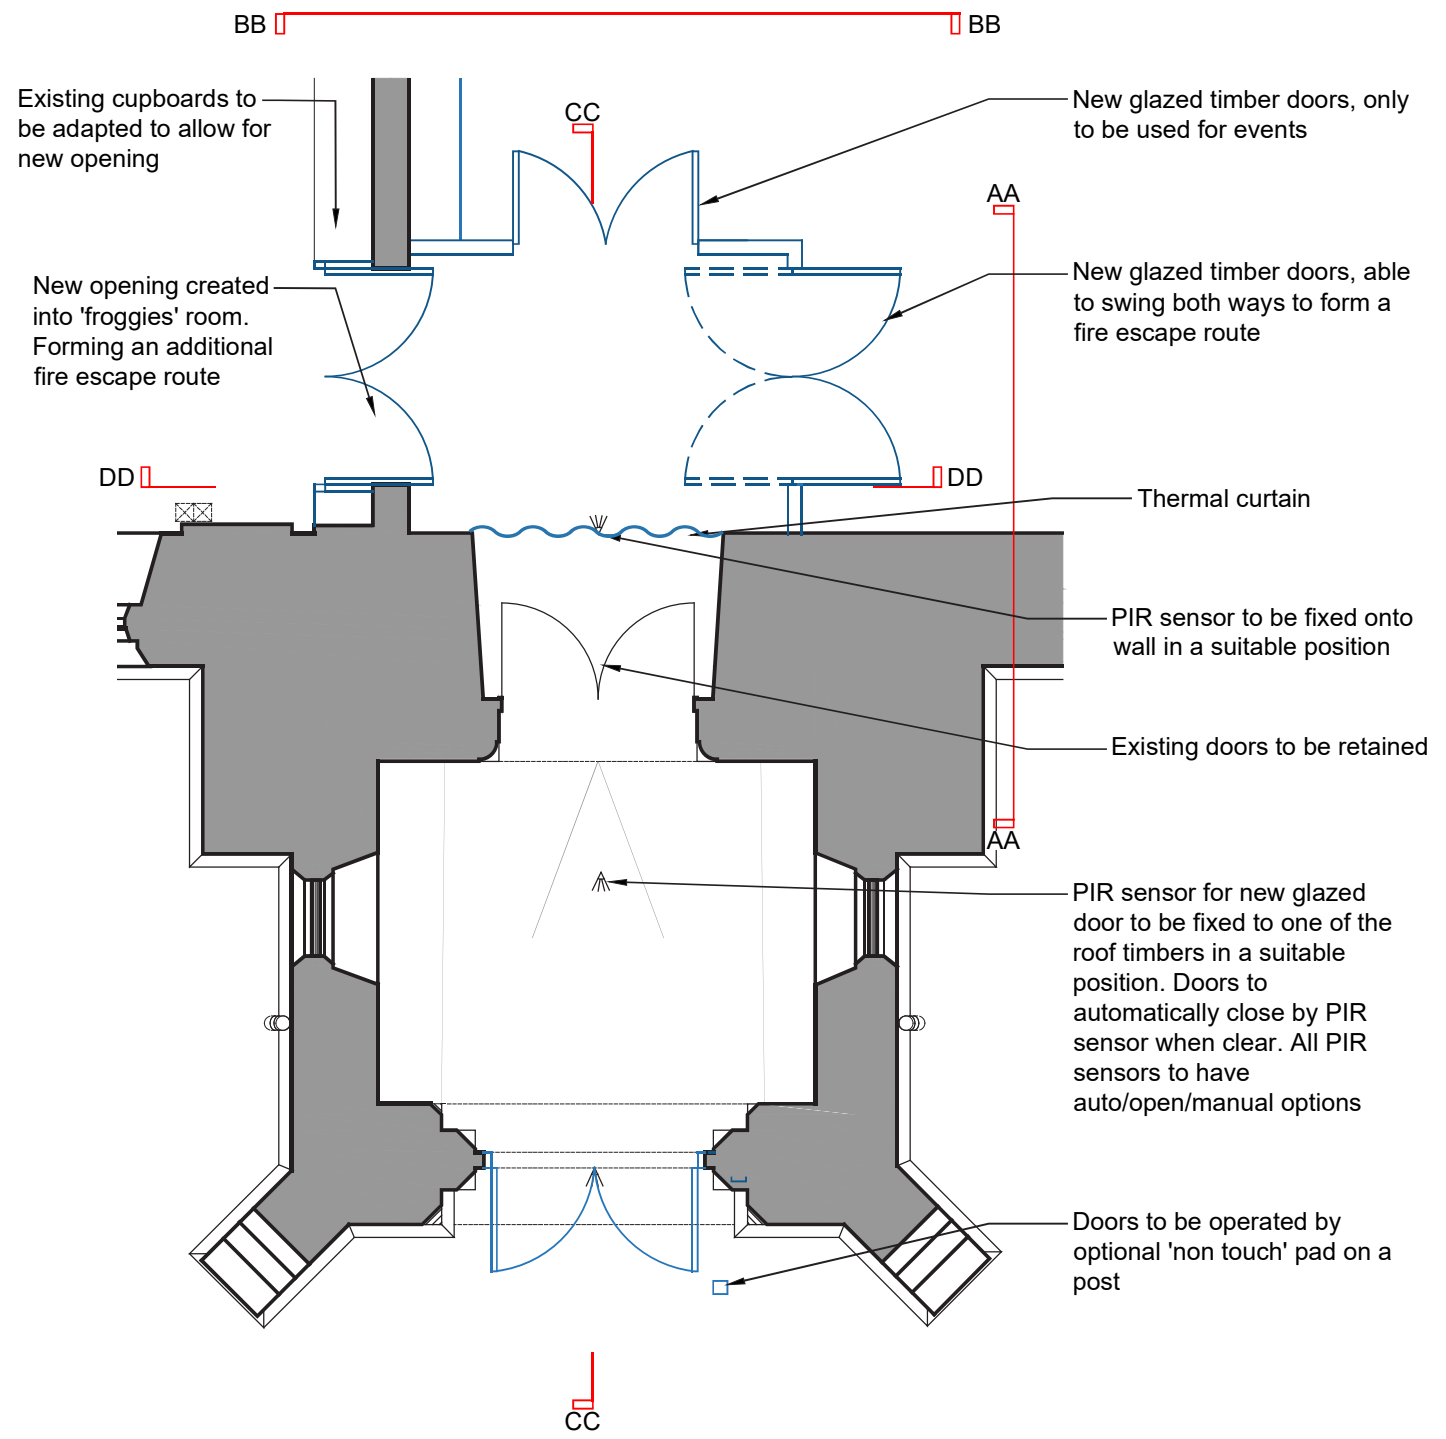 BB
BB
Existing cupboards to
be adapted to allow for
new opening
CC
New glazed timber doors, only
to be used for events
AA
New opening created
into 'froggies' room.
Forming an additional
fire escape route
New glazed timber doors, able
to swing both ways to form a
fire escape route
DD
DD
Thermal curtain
PIR sensor to be fixed onto
wall in a suitable position
Existing doors to be retained
AA
PIR sensor for new glazed
door to be fixed to one of the
roof timbers in a suitable
position. Doors to
automatically close by PIR
sensor when clear. All PIR
sensors to have
auto/open/manual options
Doors to be operated by
optional 'non touch' pad on a
post
CC